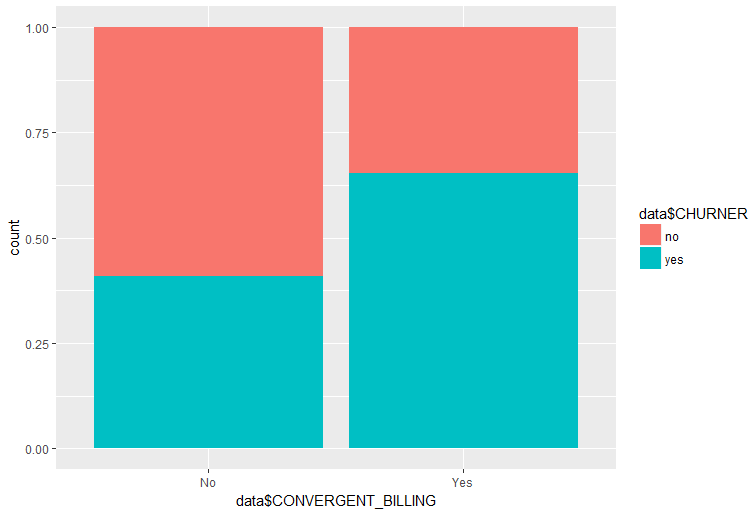 1.00
0.75
0.50
0.25
0.00
count
No
Yes
data$CONVERGENT_BILLING
data$CHURNER
no
yes